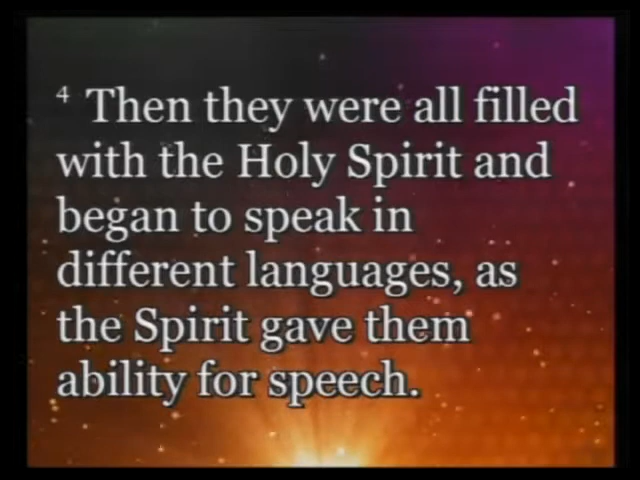 4 Then they were all filled
with the Holy Spirit and
began to speak in
different languages, as
the Spirit gave them
ability for speech.